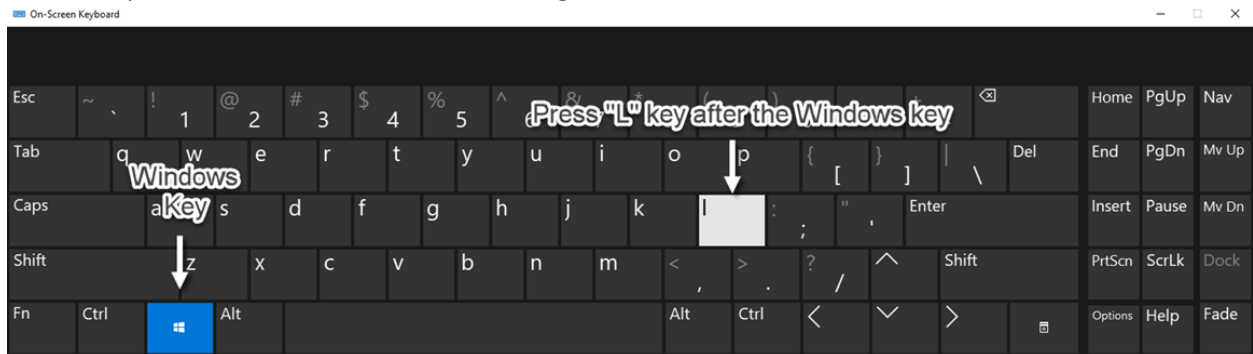 On-Screen Keyboard
Esc ~ ` ! 1 @ 2 # 3 $ 4 % 5 ^ 6 & * ( ) + Home PgUp Nav
Press "L" key after the Windows key
Tab q w e r t y u i o p { [ } ] | \ Del End PgDn Mv Up
Windows
Key
Caps a s d f g h j k l : ; " ' Enter Insert Pause Mv Dn
Shift z x c v b n m < , > . ? / Shift PrtScn ScrLk Dock
Fn Ctrl Alt Alt Ctrl Options Help Fade